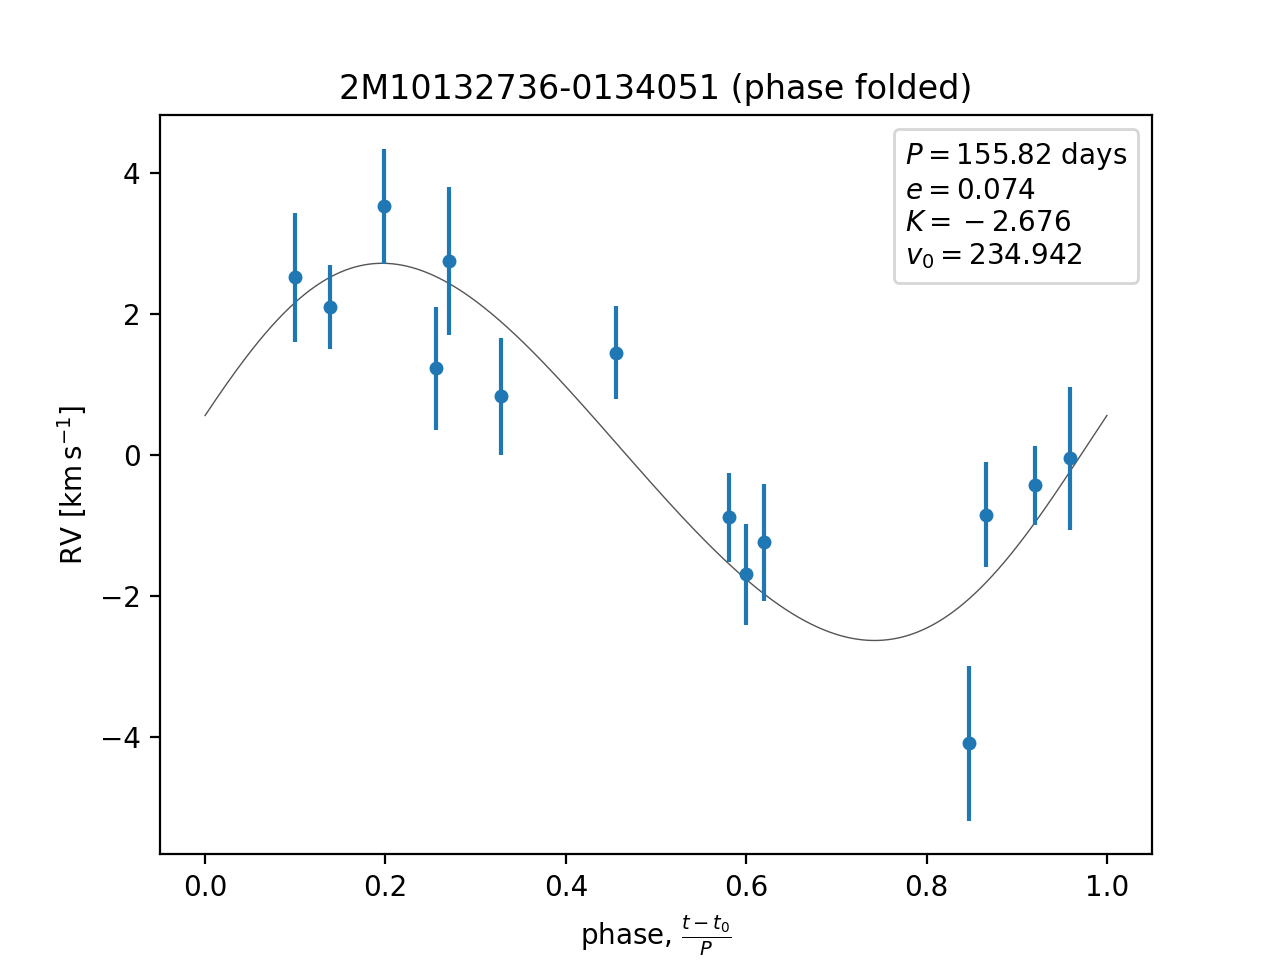 2M10132736-0134051 (phase folded)
P = 155.82 days
e = 0.074
K = −2.676
v₀ = 234.942
4
2
0
−2
−4
RV [km s⁻¹]
0.0 0.2 0.4 0.6 0.8 1.0
phase, (t − t₀)/P